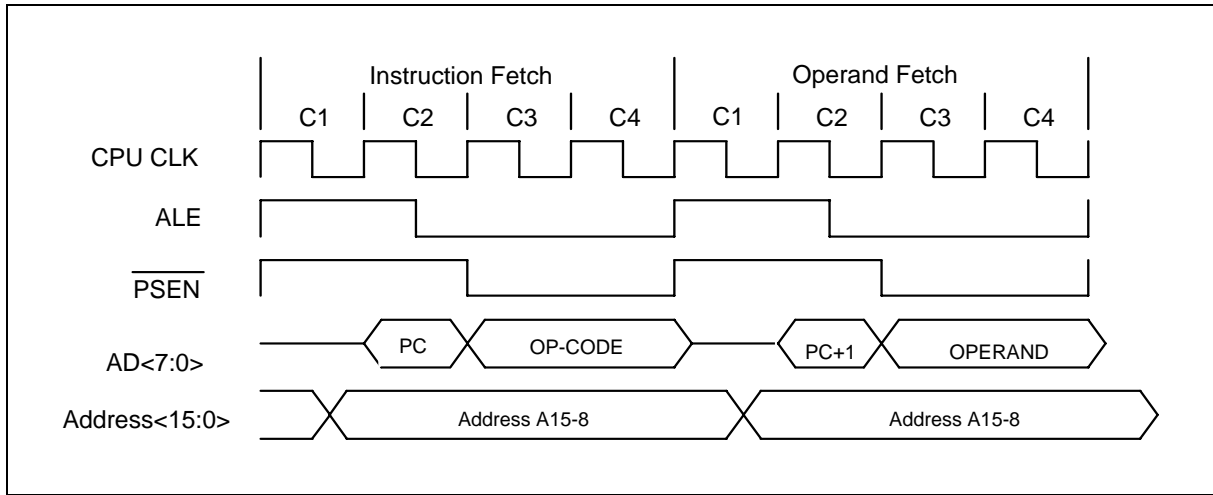 Instruction Fetch Operand Fetch
C1 C2 C3 C4 C1 C2 C3 C4
CPU CLK
ALE
PSEN
AD<7:0> PC OP-CODE PC+1 OPERAND
Address<15:0> Address A15-8 Address A15-8